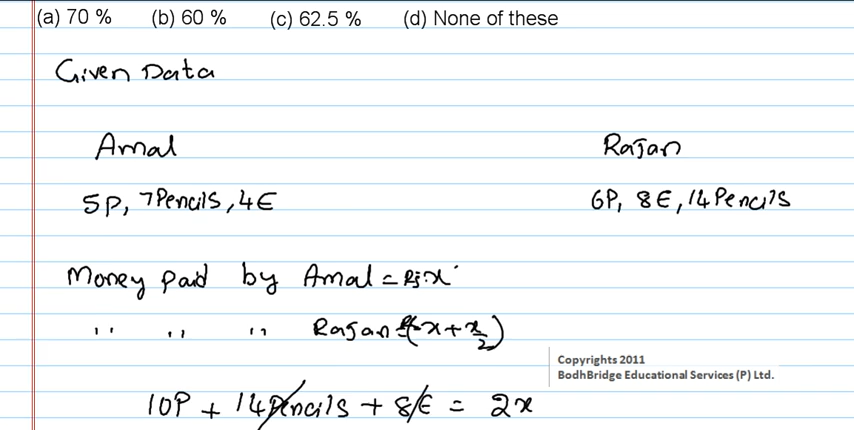 (a) 70 % (b) 60 % (c) 62.5 % (d) None of these
Given Data
Amal Rajan
5P, 7Pencils, 4E 6P, 8E, 14Pencils
Money paid by Amal = Rs.x
,, ,, ,, Rajan = (x + x/2)
Copyrights 2011
BodhBridge Educational Services (P) Ltd.
10P + 14Pencils + 8E = 2x